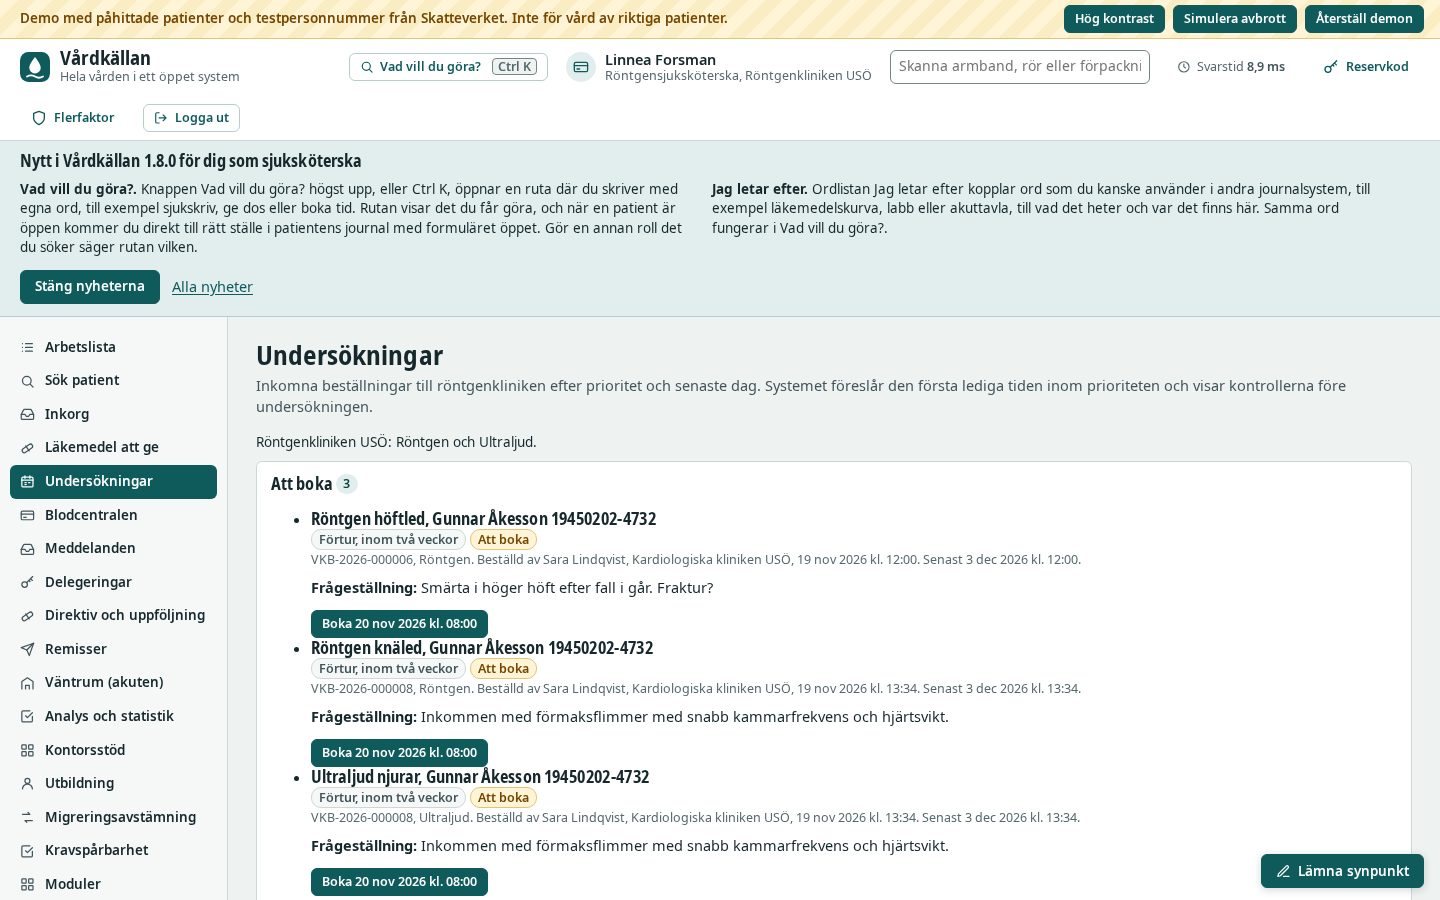 Demo med påhittade patienter och testpersonnummer från Skatteverket. Inte för vård av riktiga patienter.
Hög kontrast
Simulera avbrott
Återställ demon
Vårdkällan
Hela vården i ett öppet system
Vad vill du göra? Ctrl K
Linnea Forsman
Röntgensjuksköterska, Röntgenkliniken USÖ
Skanna armband, rör eller förpackni
Svarstid 8,9 ms
Reservkod
Flerfaktor
Logga ut
Nytt i Vårdkällan 1.8.0 för dig som sjuksköterska
Vad vill du göra?. Knappen Vad vill du göra? högst upp, eller Ctrl K, öppnar en ruta där du skriver med
egna ord, till exempel sjukskriv, ge dos eller boka tid. Rutan visar det du får göra, och när en patient är
öppen kommer du direkt till rätt ställe i patientens journal med formuläret öppet. Gör en annan roll det
du söker säger rutan vilken.
Jag letar efter. Ordlistan Jag letar efter kopplar ord som du kanske använder i andra journalsystem, till
exempel läkemedelskurva, labb eller akuttavla, till vad det heter och var det finns här. Samma ord
fungerar i Vad vill du göra?.
Stäng nyheterna
Alla nyheter
Arbetslista
Sök patient
Inkorg
Läkemedel att ge
Undersökningar
Blodcentralen
Meddelanden
Delegeringar
Direktiv och uppföljning
Remisser
Väntrum (akuten)
Analys och statistik
Kontorsstöd
Utbildning
Migreringsavstämning
Kravspårbarhet
Moduler
Undersökningar
Inkomna beställningar till röntgenkliniken efter prioritet och senaste dag. Systemet föreslår den första lediga tiden inom prioriteten och visar kontrollerna före
undersökningen.
Röntgenkliniken USÖ: Röntgen och Ultraljud.
Att boka 3
Röntgen höftled, Gunnar Åkesson 19450202-4732
Förtur, inom två veckor Att boka
VKB-2026-000006, Röntgen. Beställd av Sara Lindqvist, Kardiologiska kliniken USÖ, 19 nov 2026 kl. 12:00. Senast 3 dec 2026 kl. 12:00.
Frågeställning: Smärta i höger höft efter fall i går. Fraktur?
Boka 20 nov 2026 kl. 08:00
Röntgen knäled, Gunnar Åkesson 19450202-4732
Förtur, inom två veckor Att boka
VKB-2026-000008, Röntgen. Beställd av Sara Lindqvist, Kardiologiska kliniken USÖ, 19 nov 2026 kl. 13:34. Senast 3 dec 2026 kl. 13:34.
Frågeställning: Inkommen med förmaksflimmer med snabb kammarfrekvens och hjärtsvikt.
Boka 20 nov 2026 kl. 08:00
Ultraljud njurar, Gunnar Åkesson 19450202-4732
Förtur, inom två veckor Att boka
VKB-2026-000008, Ultraljud. Beställd av Sara Lindqvist, Kardiologiska kliniken USÖ, 19 nov 2026 kl. 13:34. Senast 3 dec 2026 kl. 13:34.
Frågeställning: Inkommen med förmaksflimmer med snabb kammarfrekvens och hjärtsvikt.
Boka 20 nov 2026 kl. 08:00
Lämna synpunkt